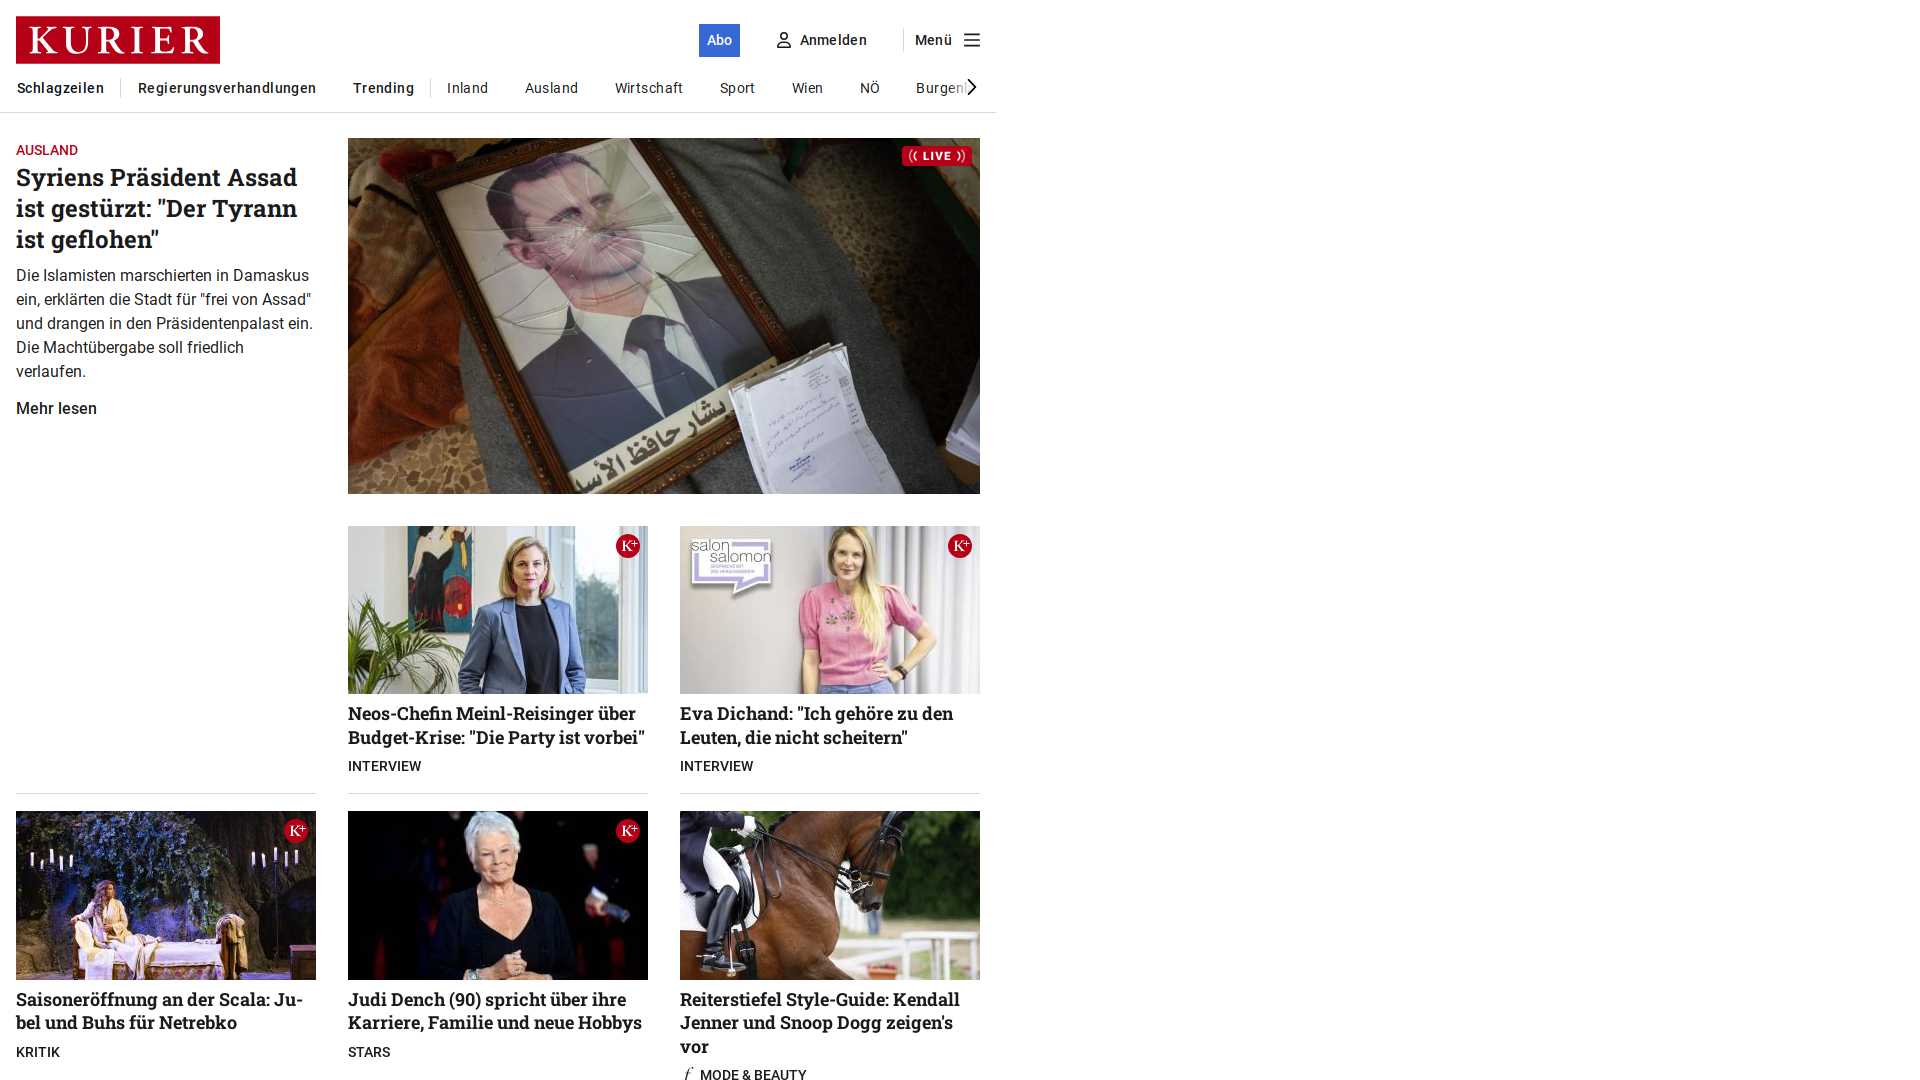 KURIER
Abo
Anmelden
Menü
Schlagzeilen
Regierungsverhandlungen
Trending
Inland
Ausland
Wirtschaft
Sport
Wien
NÖ
AUSLAND
Syriens Präsident Assad
ist gestürzt: "Der Tyrann
ist geflohen"
Die Islamisten marschierten in Damaskus
ein, erklärten die Stadt für "frei von Assad"
und drangen in den Präsidentenpalast ein.
Die Machtübergabe soll friedlich
verlaufen.
Mehr lesen
LIVE
بشار حافظ الأسد
K+
Neos-Chefin Meinl-Reisinger über
Budget-Krise: "Die Party ist vorbei"
INTERVIEW
salon
salomon
K+
Eva Dichand: "Ich gehöre zu den
Leuten, die nicht scheitern"
INTERVIEW
K+
Saisoneröffnung an der Scala: Ju-
bel und Buhs für Netrebko
KRITIK
K+
Judi Dench (90) spricht über ihre
Karriere, Familie und neue Hobbys
STARS
Reiterstiefel Style-Guide: Kendall
Jenner und Snoop Dogg zeigen's
vor
f MODE & BEAUTY